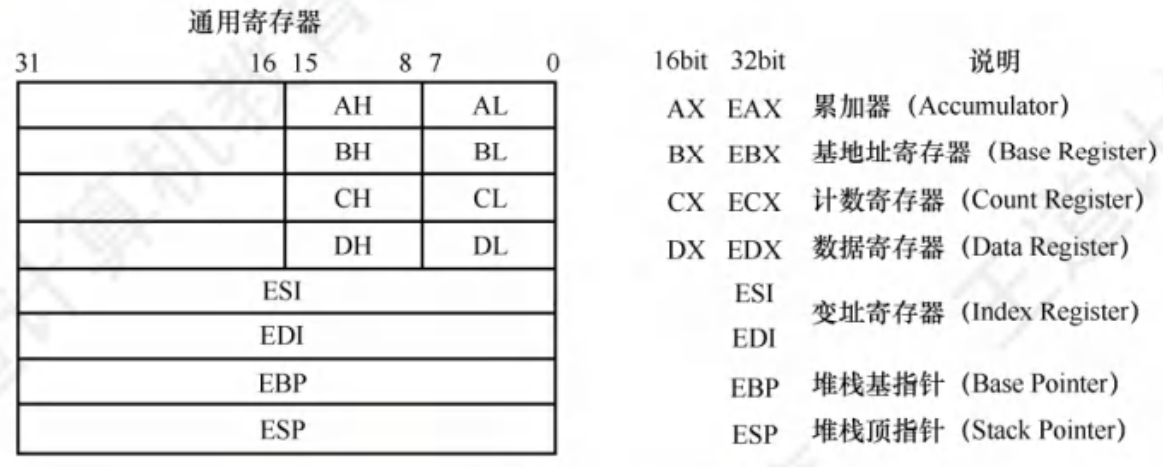 通用寄存器
31 16 15 8 7 0
AH AL
BH BL
CH CL
DH DL
ESI
EDI
EBP
ESP
16bit 32bit 说明
AX EAX 累加器（Accumulator）
BX EBX 基地址寄存器（Base Register）
CX ECX 计数寄存器（Count Register）
DX EDX 数据寄存器（Data Register）
ESI
变址寄存器（Index Register）
EDI
EBP 堆栈基指针（Base Pointer）
ESP 堆栈顶指针（Stack Pointer）